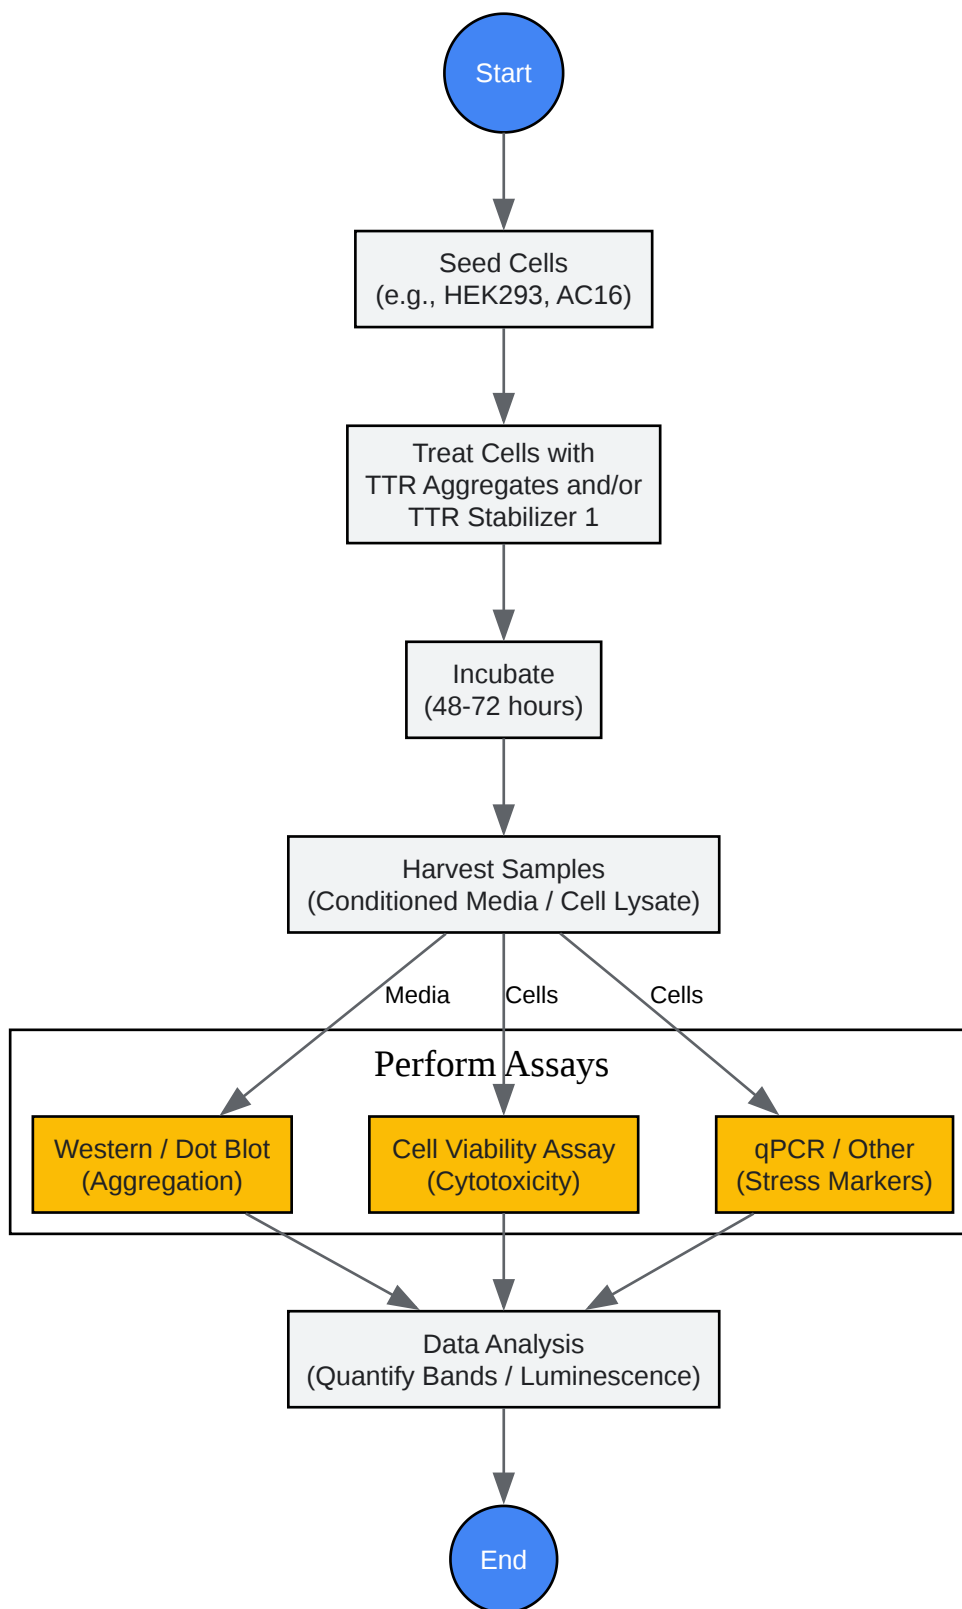 Start
Seed Cells
(e.g., HEK293, AC16)
Treat Cells with
TTR Aggregates and/or
TTR Stabilizer 1
Incubate
(48-72 hours)
Harvest Samples
(Conditioned Media / Cell Lysate)
Media
Cells
Cells
Perform Assays
Western / Dot Blot
(Aggregation)
Cell Viability Assay
(Cytotoxicity)
qPCR / Other
(Stress Markers)
Data Analysis
(Quantify Bands / Luminescence)
End